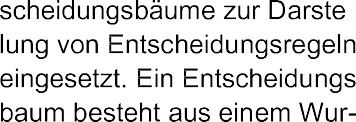 scheidungsbäume zur Darste
lung von Entscheidungsregeln
eingesetzt. Ein Entscheidungs
baum besteht aus einem Wur-